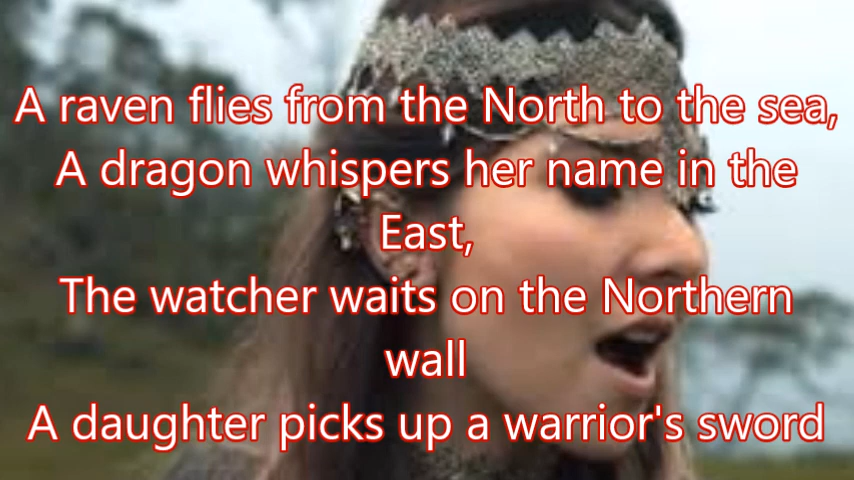 A raven flies from the North to the sea,
A dragon whispers her name in the
East,
The watcher waits on the Northern
wall
A daughter picks up a warrior's sword